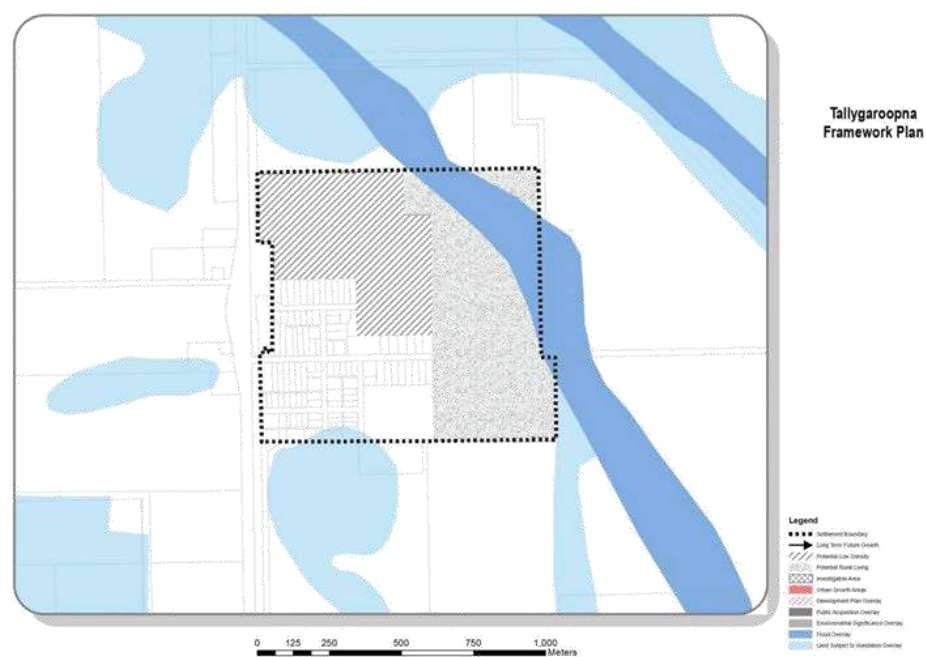 Tallygaroopna
Framework Plan
Legend
Settlement Boundary
Long Term Future Growth
Potential Low Density
Potential Rural Living
Investigation Area
Urban Growth Areas
Development Plan Overlay
Public Acquisition Overlay
Environmental Significance Overlay
Flood Overlay
Land Subject to Inundation Overlay
0 125 250 500 750 1,000
Meters